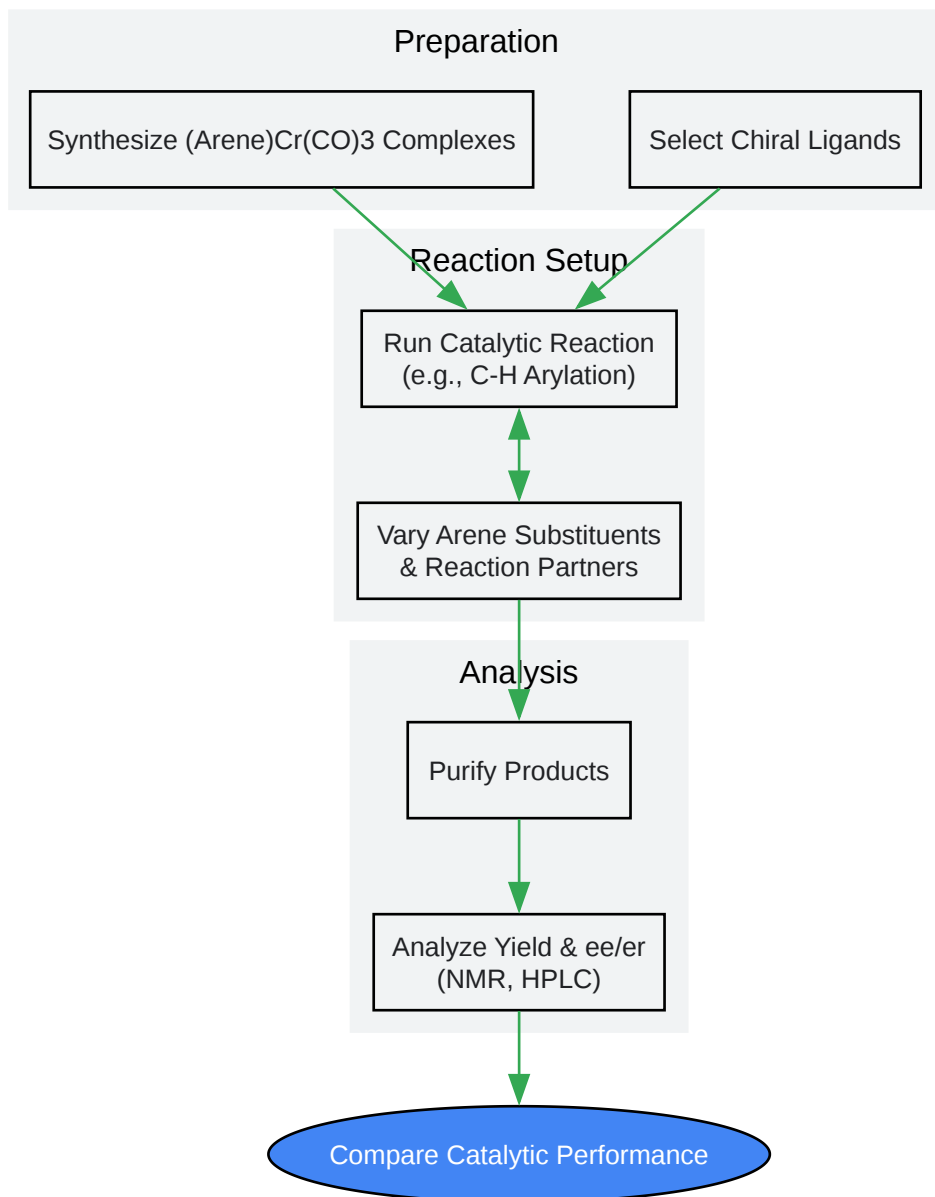 Preparation
Synthesize (Arene)Cr(CO)3 Complexes
Select Chiral Ligands
Reaction Setup
Run Catalytic Reaction
(e.g., C-H Arylation)
Vary Arene Substituents
& Reaction Partners
Analysis
Purify Products
Analyze Yield & ee/er
(NMR, HPLC)
Compare Catalytic Performance